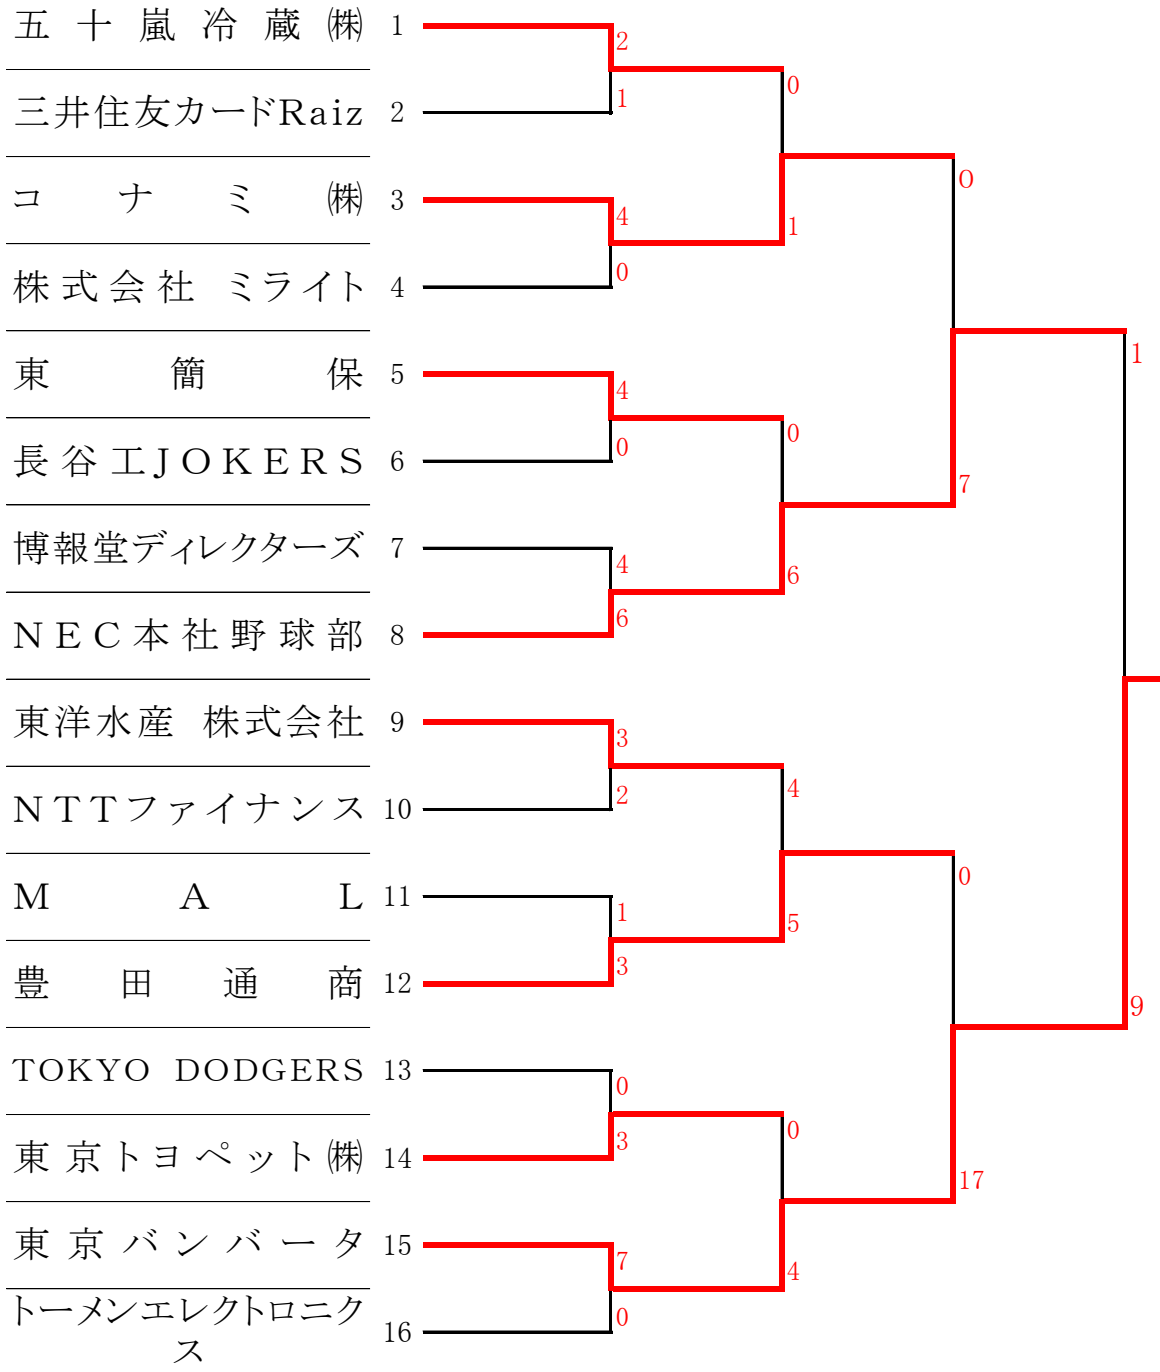 五十嵐冷蔵㈱ 1
2
0
三井住友カードRaiz 2
1
コナミ㈱ 3
4
1
0
株式会社 ミライト 4
0
東簡保 5
4
0
1
長谷工JOKERS 6
0
7
博報堂ディレクターズ 7
4
6
NEC本社野球部 8
6
東洋水産 株式会社 9
3
4
NTTファイナンス 10
2
MAL 11
1
5
0
豊田通商 12
3
9
TOKYO DODGERS 13
0
0
東京トヨペット㈱ 14
3
17
東京バンバータ 15
7
4
トーメンエレクトロニク
ス
16
0